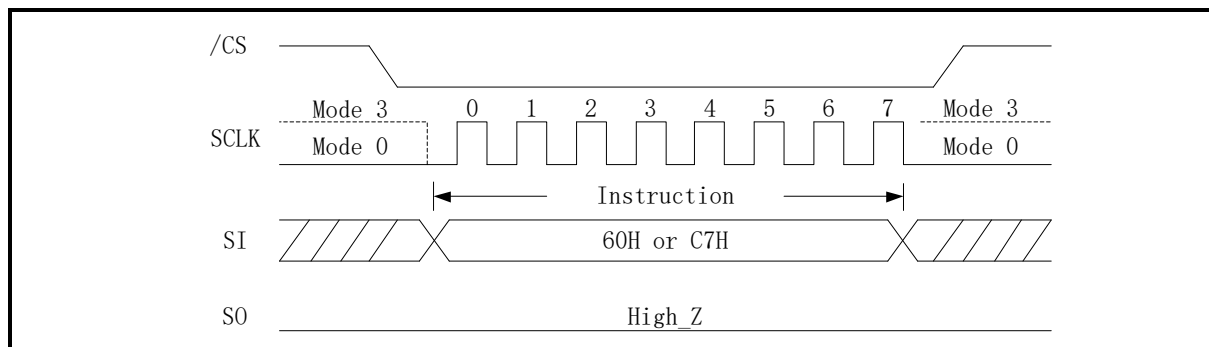 /CS
Mode 3 0 1 2 3 4 5 6 7 Mode 3
SCLK
Mode 0 Mode 0
Instruction
SI 60H or C7H
SO High_Z